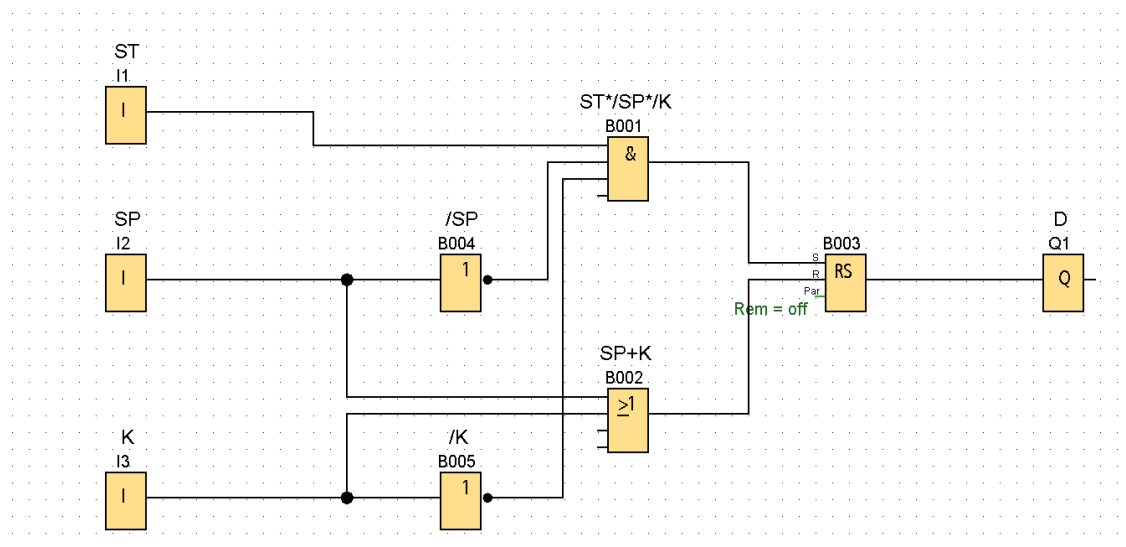 ST
I1
I
ST*/SP*/K
B001
&
SP
I2
I
/SP
B004
1
D
Q1
Q
B003
S
R
RS
Par
Rem = off
SP+K
B002
≥1
K
I3
I
/K
B005
1